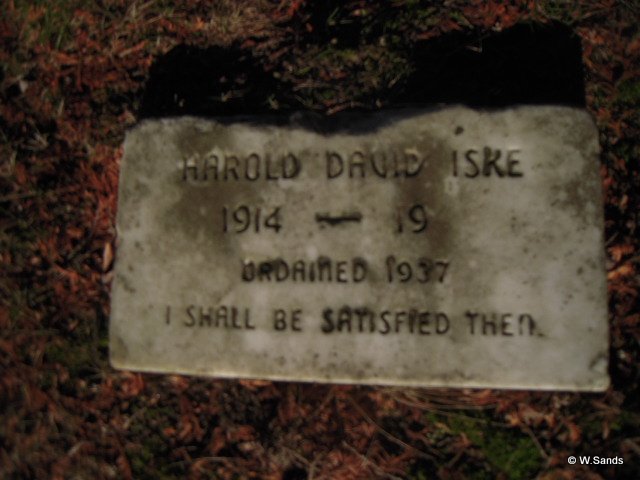 HAROLD DAVID ISKE
1914 — 19
ORDAINED 1937
I SHALL BE SATISFIED THEN.
© W.Sands